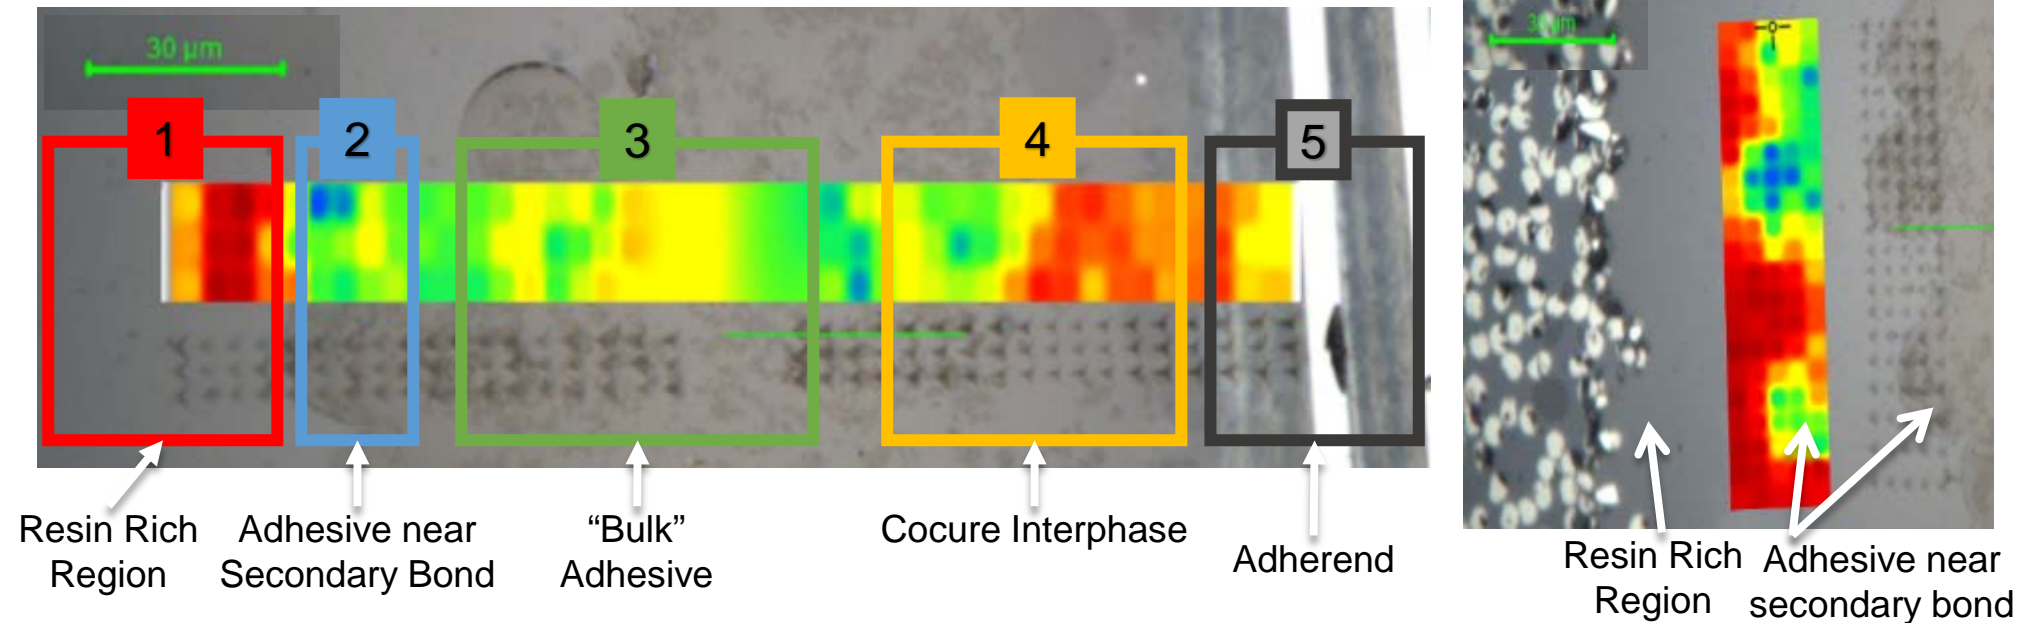 30 µm
1
2
3
4
5
Resin Rich
Region
Adhesive near
Secondary Bond
“Bulk”
Adhesive
Cocure Interphase
Adherend
Resin Rich
Region
Adhesive near
secondary bond